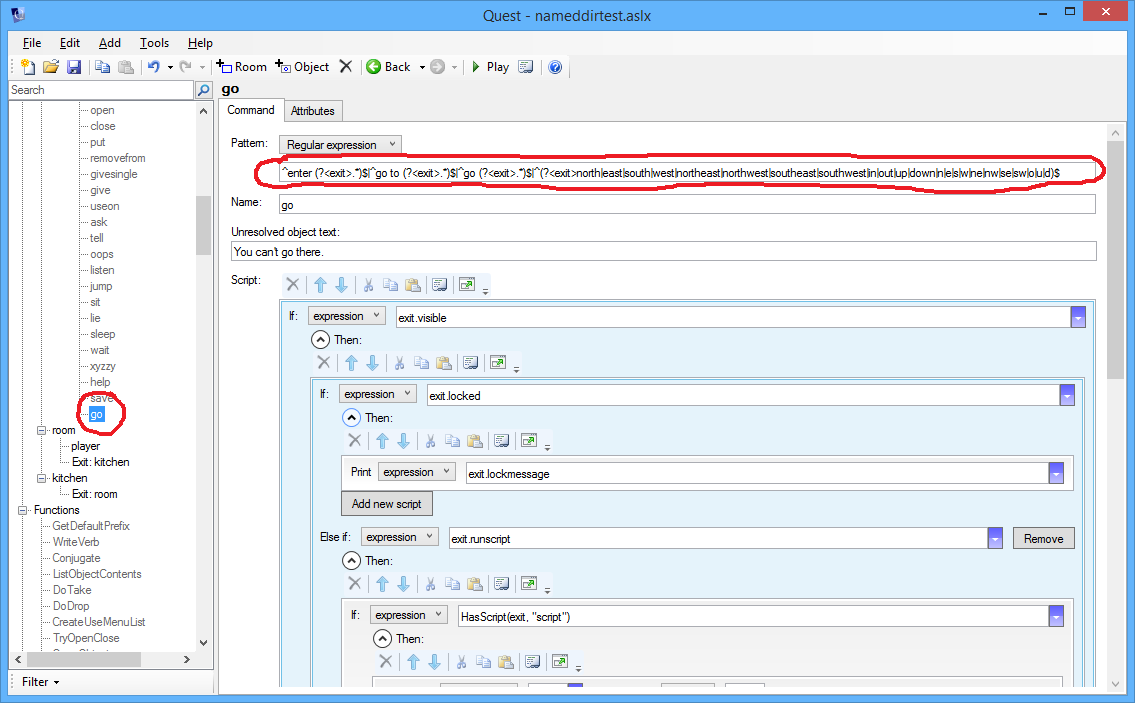 Quest - nameddirtest.aslx
File Edit Add Tools Help
Room Object Back Play
Search
open
close
put
removefrom
givesingle
give
useon
ask
tell
oops
listen
jump
sit
lie
sleep
wait
xyzzy
help
save
go
room
player
Exit: kitchen
kitchen
Exit: room
Functions
GetDefaultPrefix
WriteVerb
Conjugate
ListObjectContents
DoTake
DoDrop
CreateUseMenuList
TryOpenClose
Filter
go
Command Attributes
Pattern: Regular expression
^enter (?<exit>.*)$|^go to (?<exit>.*)$|^go (?<exit>.*)$|^(?<exit>north|east|south|west|northeast|northwest|southeast|southwest|in|out|up|down|n|e|s|w|ne|nw|se|sw|o|u|d)$
Name: go
Unresolved object text:
You can't go there.
Script:
If: expression exit.visible
Then:
If: expression exit.locked
Then:
Print expression exit.lockmessage
Add new script
Else if: expression exit.runscript Remove
Then:
If: expression HasScript(exit, "script")
Then: